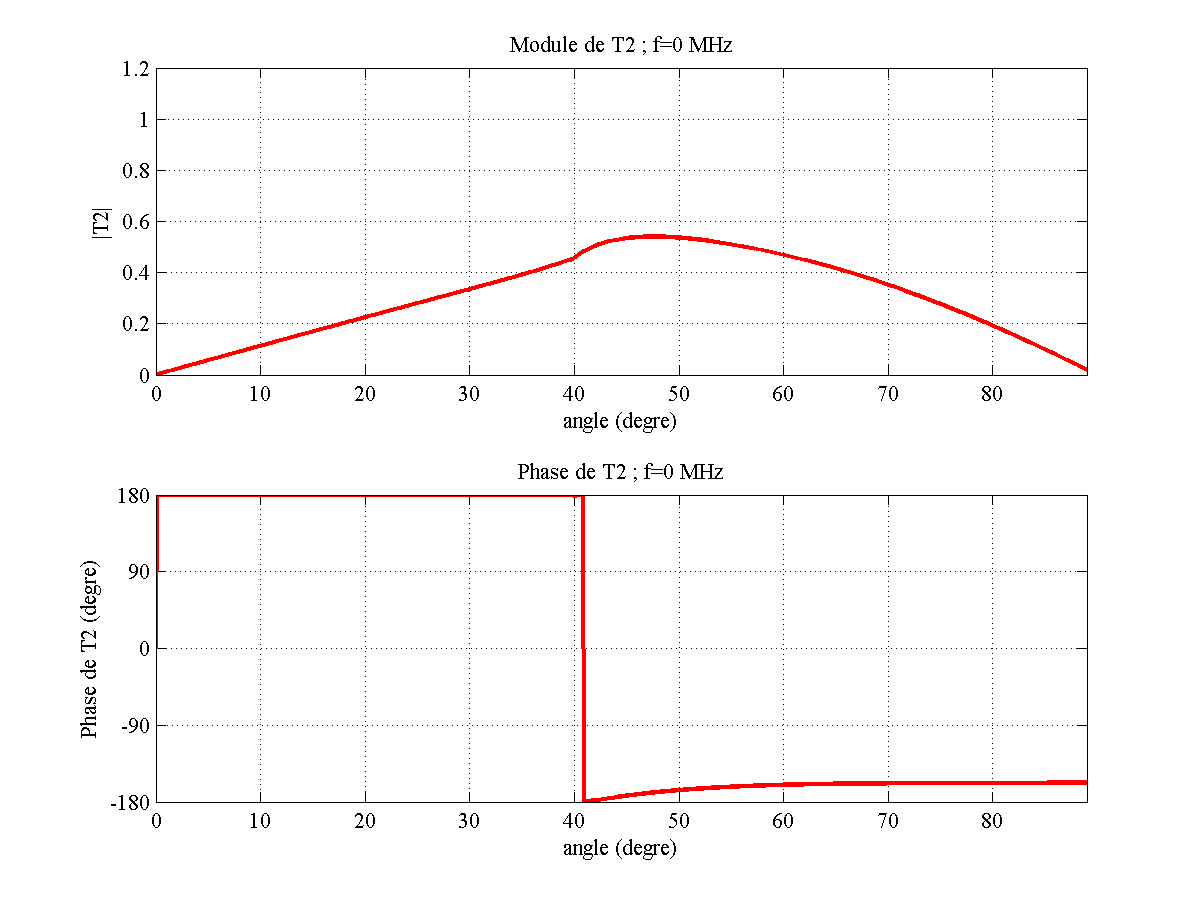 Module de T2 ; f=0 MHz
1.2
1
0.8
0.6
0.4
0.2
0
|T2|
0 10 20 30 40 50 60 70 80
angle (degre)
Phase de T2 ; f=0 MHz
180
90
0
-90
-180
Phase de T2 (degre)
0 10 20 30 40 50 60 70 80
angle (degre)